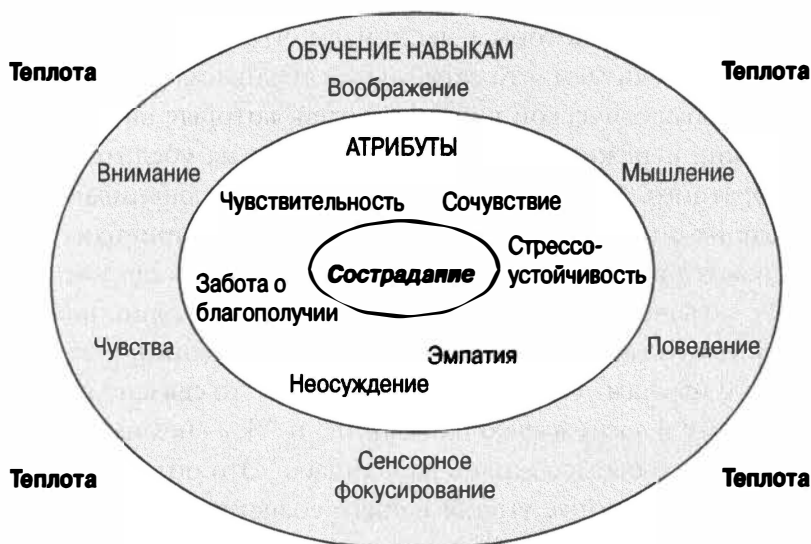 ОБУЧЕНИЕ НАВЫКАМ
Теплота
Теплота
Воображение
АТРИБУТЫ
Внимание
Мышление
Чувствительность
Сочувствие
Стрессо-
устойчивость
Сострадание
Забота о
благополучии
Чувства
Эмпатия
Поведение
Неосуждение
Сенсорное
фокусирование
Теплота
Теплота